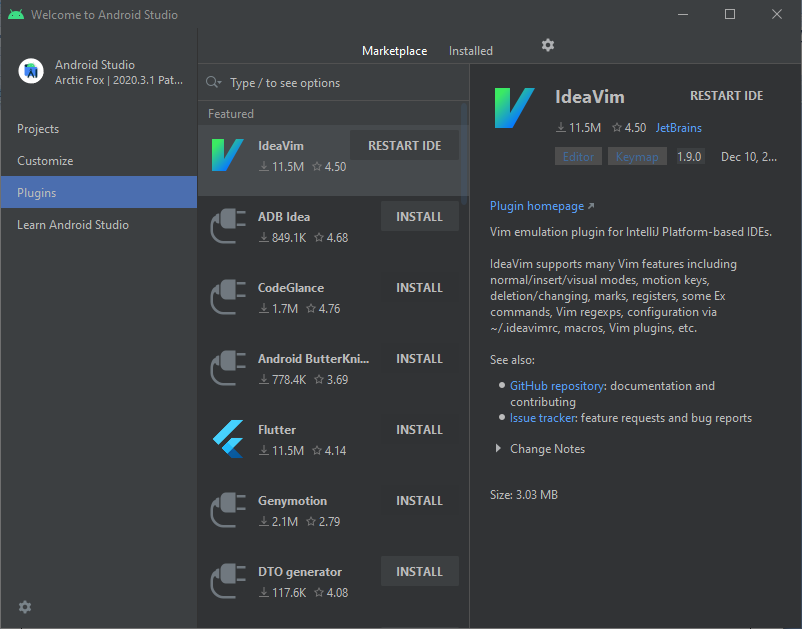 Welcome to Android Studio
Android Studio
Arctic Fox | 2020.3.1 Pat...
Projects
Customize
Plugins
Learn Android Studio
Marketplace Installed
Type / to see options
Featured
IdeaVim RESTART IDE
11.5M 4.50
ADB Idea INSTALL
849.1K 4.68
CodeGlance INSTALL
1.7M 4.76
Android ButterKni... INSTALL
778.4K 3.69
Flutter INSTALL
11.5M 4.14
Genymotion INSTALL
2.1M 2.79
DTO generator INSTALL
117.6K 4.08
IdeaVim RESTART IDE
11.5M 4.50 JetBrains
Editor Keymap 1.9.0 Dec 10, 2...
Plugin homepage
Vim emulation plugin for IntelliJ Platform-based IDEs.
IdeaVim supports many Vim features including
normal/insert/visual modes, motion keys,
deletion/changing, marks, registers, some Ex
commands, Vim regexps, configuration via
~/.ideavimrc, macros, Vim plugins, etc.
See also:
GitHub repository: documentation and
contributing
Issue tracker: feature requests and bug reports
Change Notes
Size: 3.03 MB